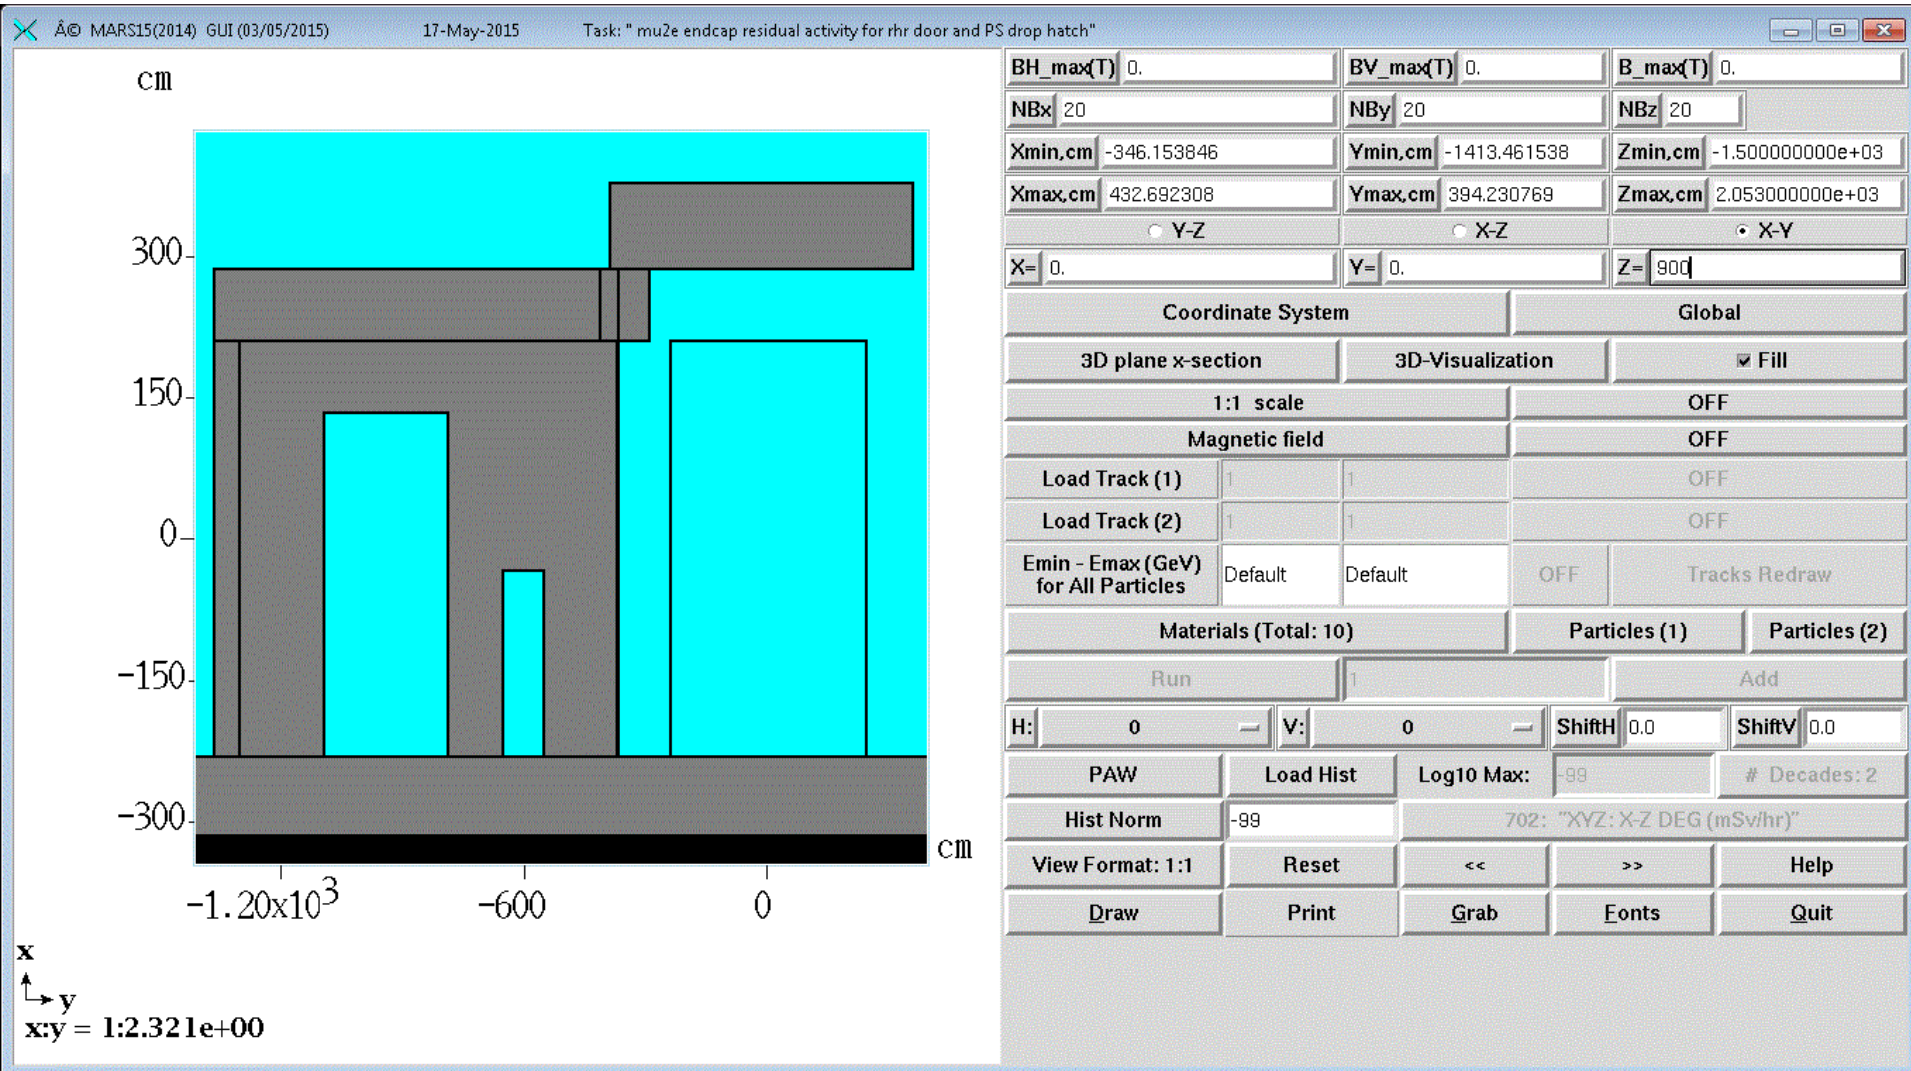 Â© MARS15(2014) GUI (03/05/2015) 17-May-2015 Task: " mu2e endcap residual activity for rhr door and PS drop hatch"
cm
300
150
0
-150
-300
cm
-1.20x10³ -600 0
x
y
x:y = 1:2.321e+00
BH_max(T) 0. BV_max(T) 0. B_max(T) 0.
NBx 20 NBy 20 NBz 20
Xmin,cm -346.153846 Ymin,cm -1413.461538 Zmin,cm -1.500000000e+03
Xmax,cm 432.692308 Ymax,cm 394.230769 Zmax,cm 2.053000000e+03
Y-Z X-Z X-Y
X= 0. Y= 0. Z= 900
Coordinate System Global
3D plane x-section 3D-Visualization Fill
1:1 scale OFF
Magnetic field OFF
Load Track (1) 1 1 OFF
Load Track (2) 1 1 OFF
Emin - Emax (GeV)
for All Particles Default Default OFF Tracks Redraw
Materials (Total: 10) Particles (1) Particles (2)
Run 1 Add
H: 0 V: 0 ShiftH 0.0 ShiftV 0.0
PAW Load Hist Log10 Max: -99 # Decades: 2
Hist Norm -99 702: "XYZ: X-Z DEG (mSv/hr)"
View Format: 1:1 Reset << >> Help
Draw Print Grab Fonts Quit